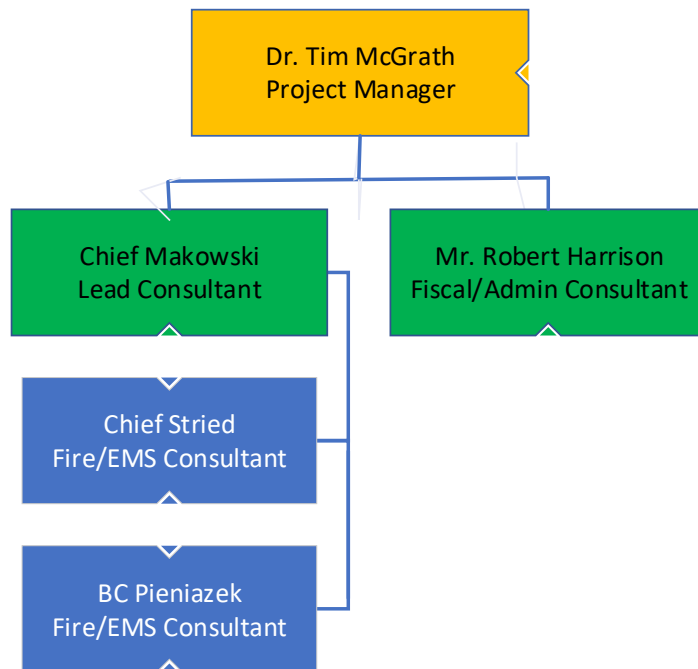 Dr. Tim McGrath
Project Manager
Chief Makowski
Lead Consultant
Mr. Robert Harrison
Fiscal/Admin Consultant
Chief Stried
Fire/EMS Consultant
BC Pieniazek
Fire/EMS Consultant